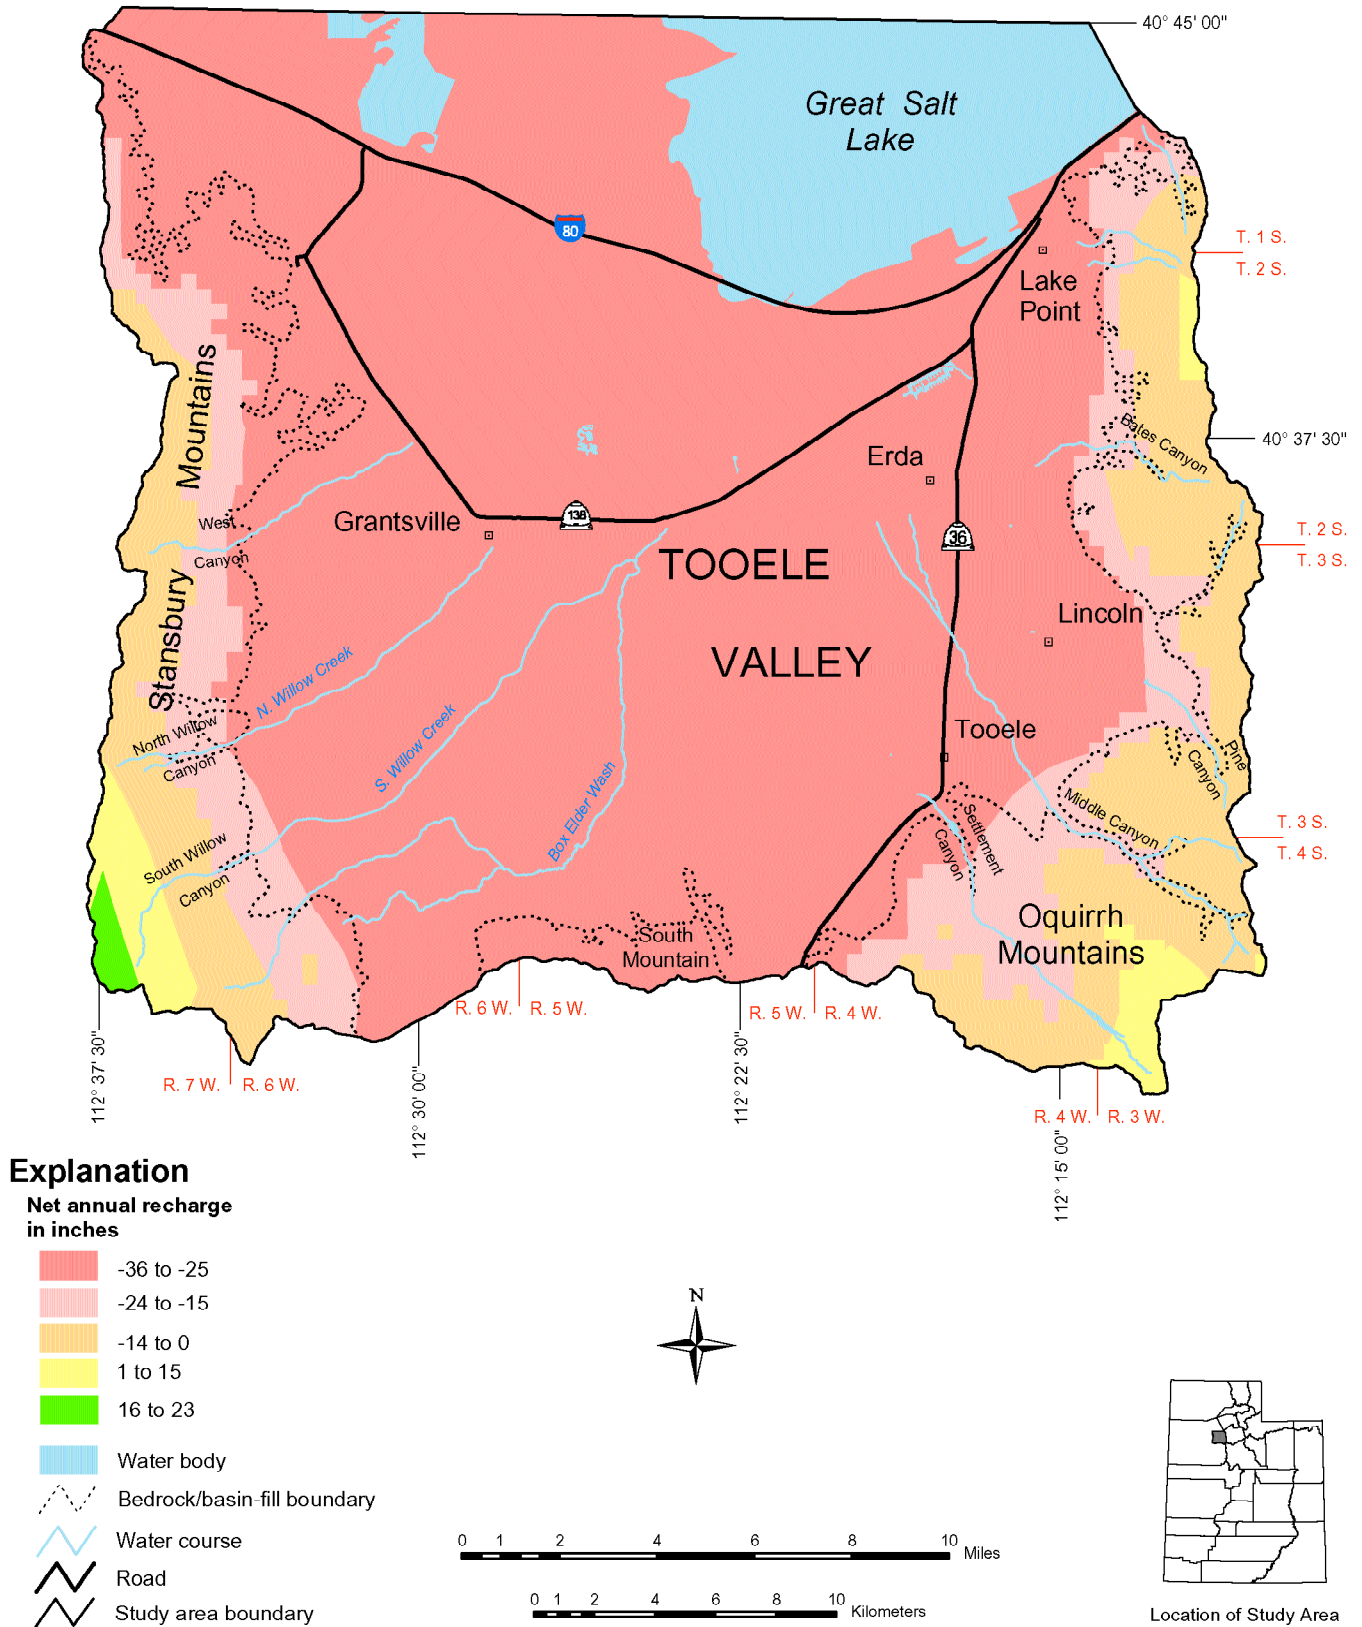 40° 45' 00"
Great Salt
Lake
80
T. 1 S.
T. 2 S.
Lake
Point
Mountains
Stansbury
Bates Canyon
40° 37' 30"
Erda
West
Canyon
Grantsville
138
36
T. 2 S.
T. 3 S.
TOOELE
VALLEY
Lincoln
N. Willow Creek
S. Willow Creek
Box Elder Wash
North Willow
Canyon
Tooele
Pine
Canyon
Middle Canyon
Settlement
Canyon
T. 3 S.
T. 4 S.
South Willow
Canyon
Oquirrh
Mountains
South
Mountain
R. 6 W.
R. 5 W.
R. 5 W.
R. 4 W.
R. 7 W.
R. 6 W.
R. 4 W.
R. 3 W.
112° 37' 30"
112° 30' 00"
112° 22' 30"
112° 15' 00"
Explanation
Net annual recharge
in inches
-36 to -25
-24 to -15
-14 to 0
1 to 15
16 to 23
Water body
Bedrock/basin-fill boundary
Water course
Road
Study area boundary
N
0 1 2 4 6 8 10 Miles
0 1 2 4 6 8 10 Kilometers
Location of Study Area